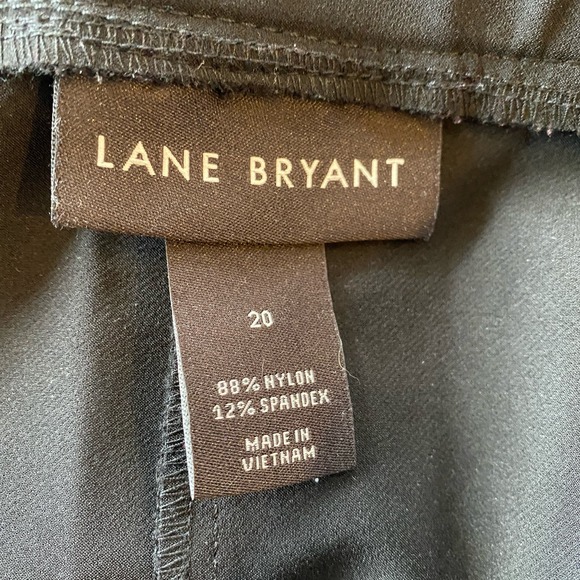 LANE BRYANT
20
88% NYLON
12% SPANDEX
MADE IN
VIETNAM